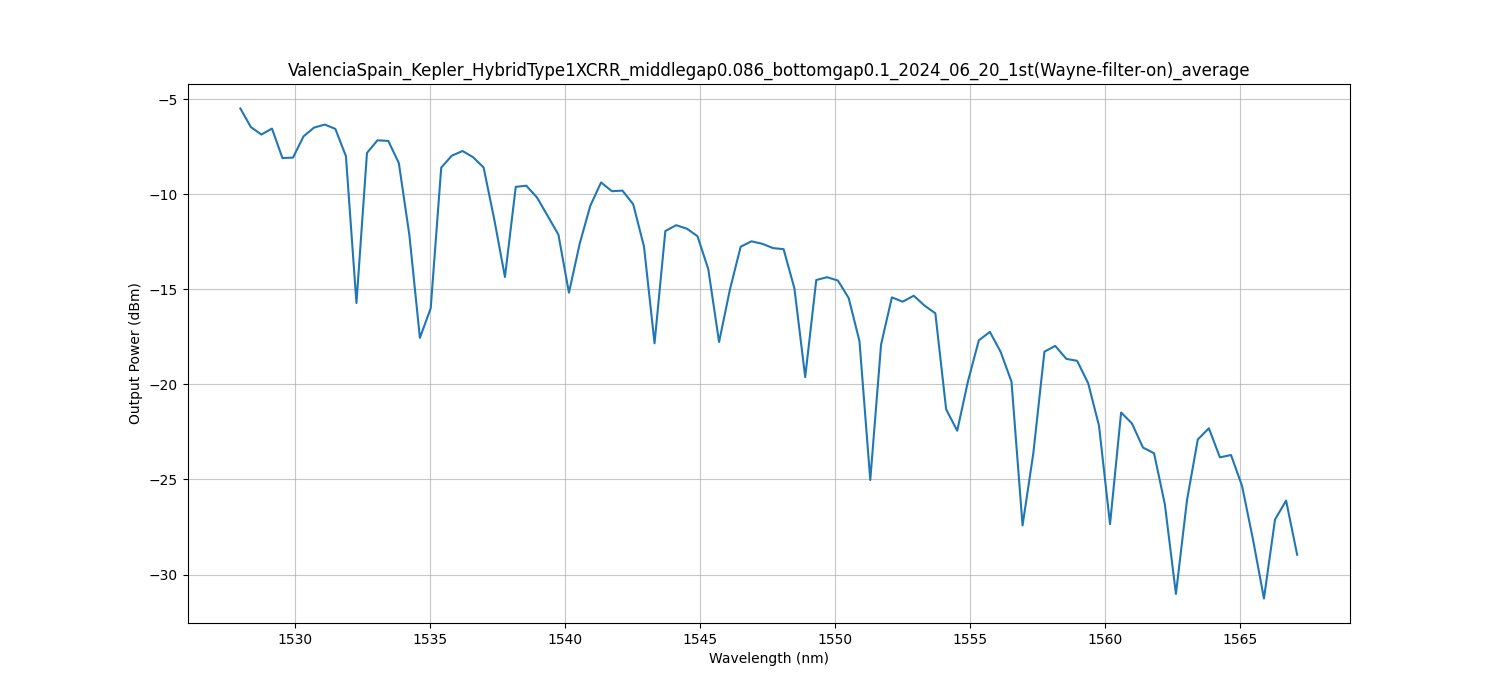 ValenciaSpain_Kepler_HybridType1XCRR_middlegap0.086_bottomgap0.1_2024_06_20_1st(Wayne-filter-on)_average
Output Power (dBm)
−5
−10
−15
−20
−25
−30
1530 1535 1540 1545 1550 1555 1560 1565
Wavelength (nm)